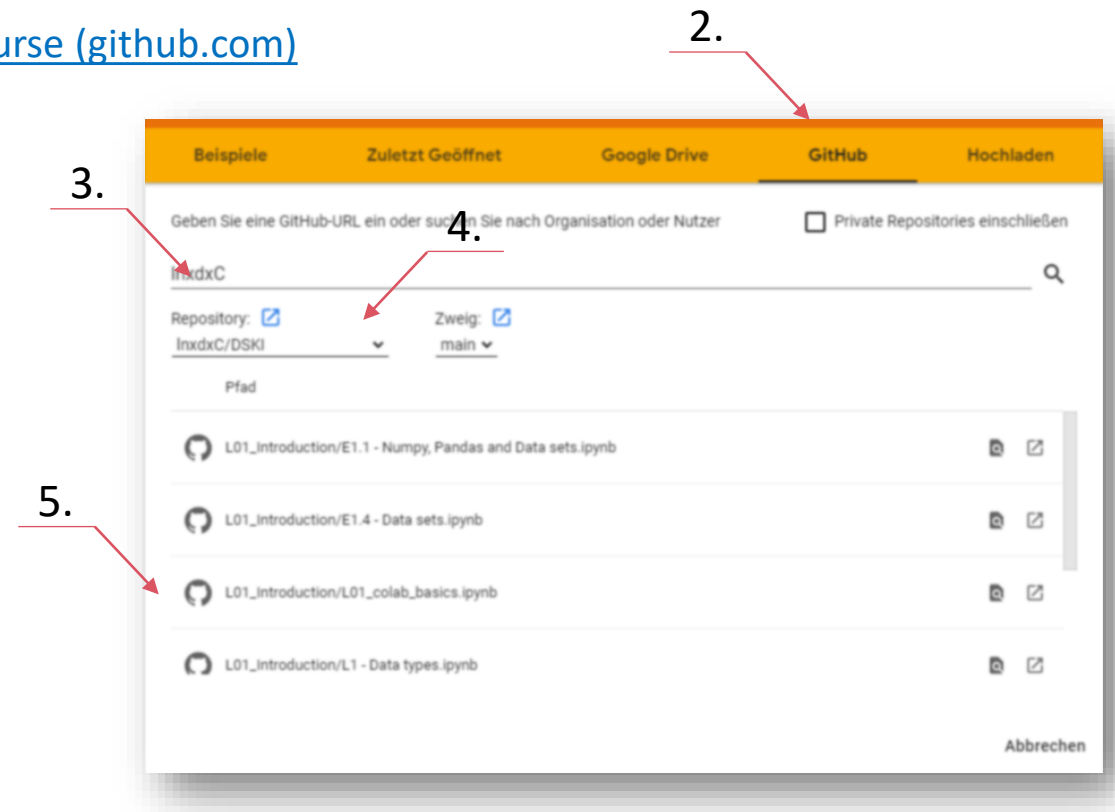 urse (github.com)
2.
Beispiele Zuletzt Geöffnet Google Drive GitHub Hochladen
3.
Geben Sie eine GitHub-URL ein oder suchen Sie nach Organisation oder Nutzer Private Repositories einschließen
4.
lnxdxC
Repository: Zweig:
lnxdxC/DSKI main
Pfad
L01_Introduction/E1.1 - Numpy, Pandas and Data sets.ipynb
5.
L01_Introduction/E1.4 - Data sets.ipynb
L01_Introduction/L01_colab_basics.ipynb
L01_Introduction/L1 - Data types.ipynb
Abbrechen